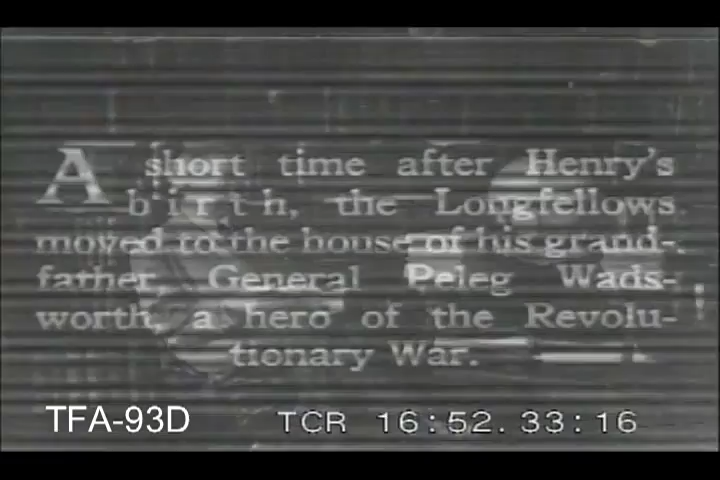 A short time after Henry's
birth, the Longfellows
moved to the house of his grand-
father, General Peleg Wads-
worth, a hero of the Revolu-
tionary War.
TFA-93D
TCR 16:52.33:16